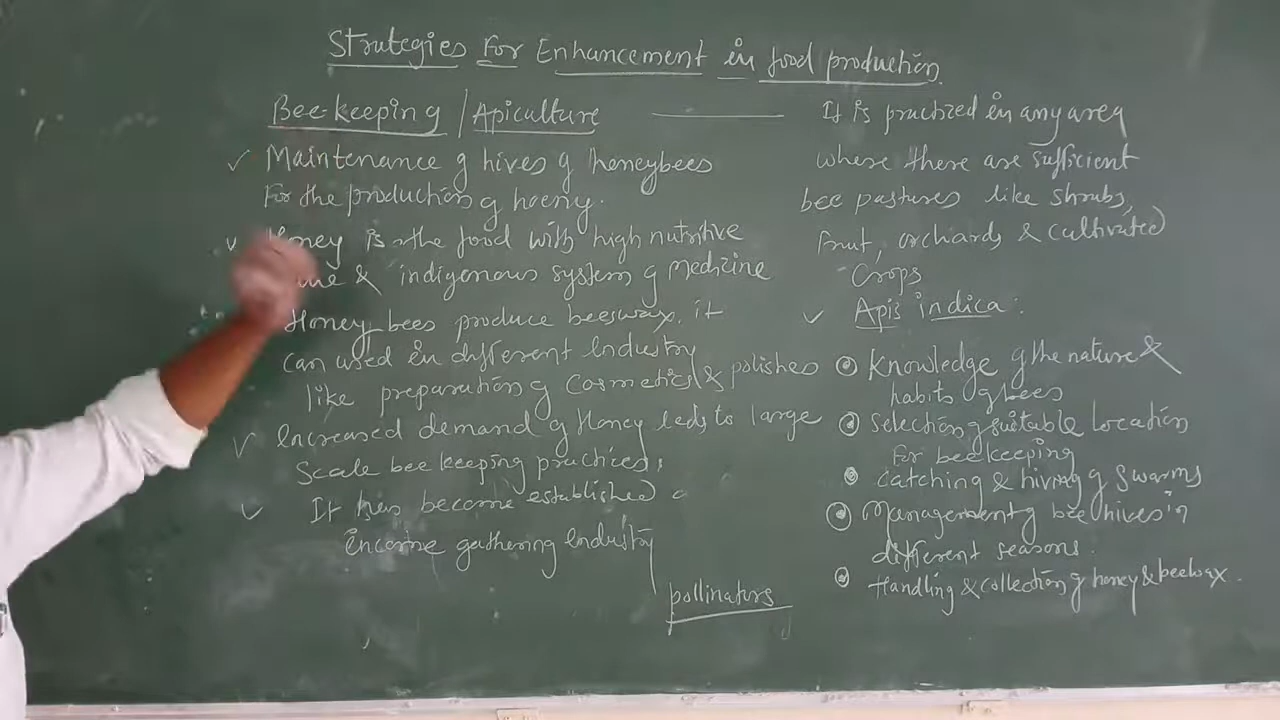 Strategies For Enhancement in food production
Bee-keeping / Apiculture
Maintenance of hives of honeybees
For the production of hoeny.
Honey is the food with high nutritive
& indigenous system of medicine
Honey bees produce beeswax. it
can used in different Industry
like preparation of Cosmetics & polishes
Increased demand of Honey leds to large
Scale bee keeping practices,
It has become established a
income gathering Industry
pollinators
It is practized in any area
where there are sufficient
bee pastures like shrubs,
fruit, orchards & cultivated
Crops
Apis indica :
Knowledge of the nature &
habits of bees
Selection of suitable Location
For beekeeping
Catching & hiving of swarms
Management of bee hives in
different seasons.
Handling & collection of honey & beewax.